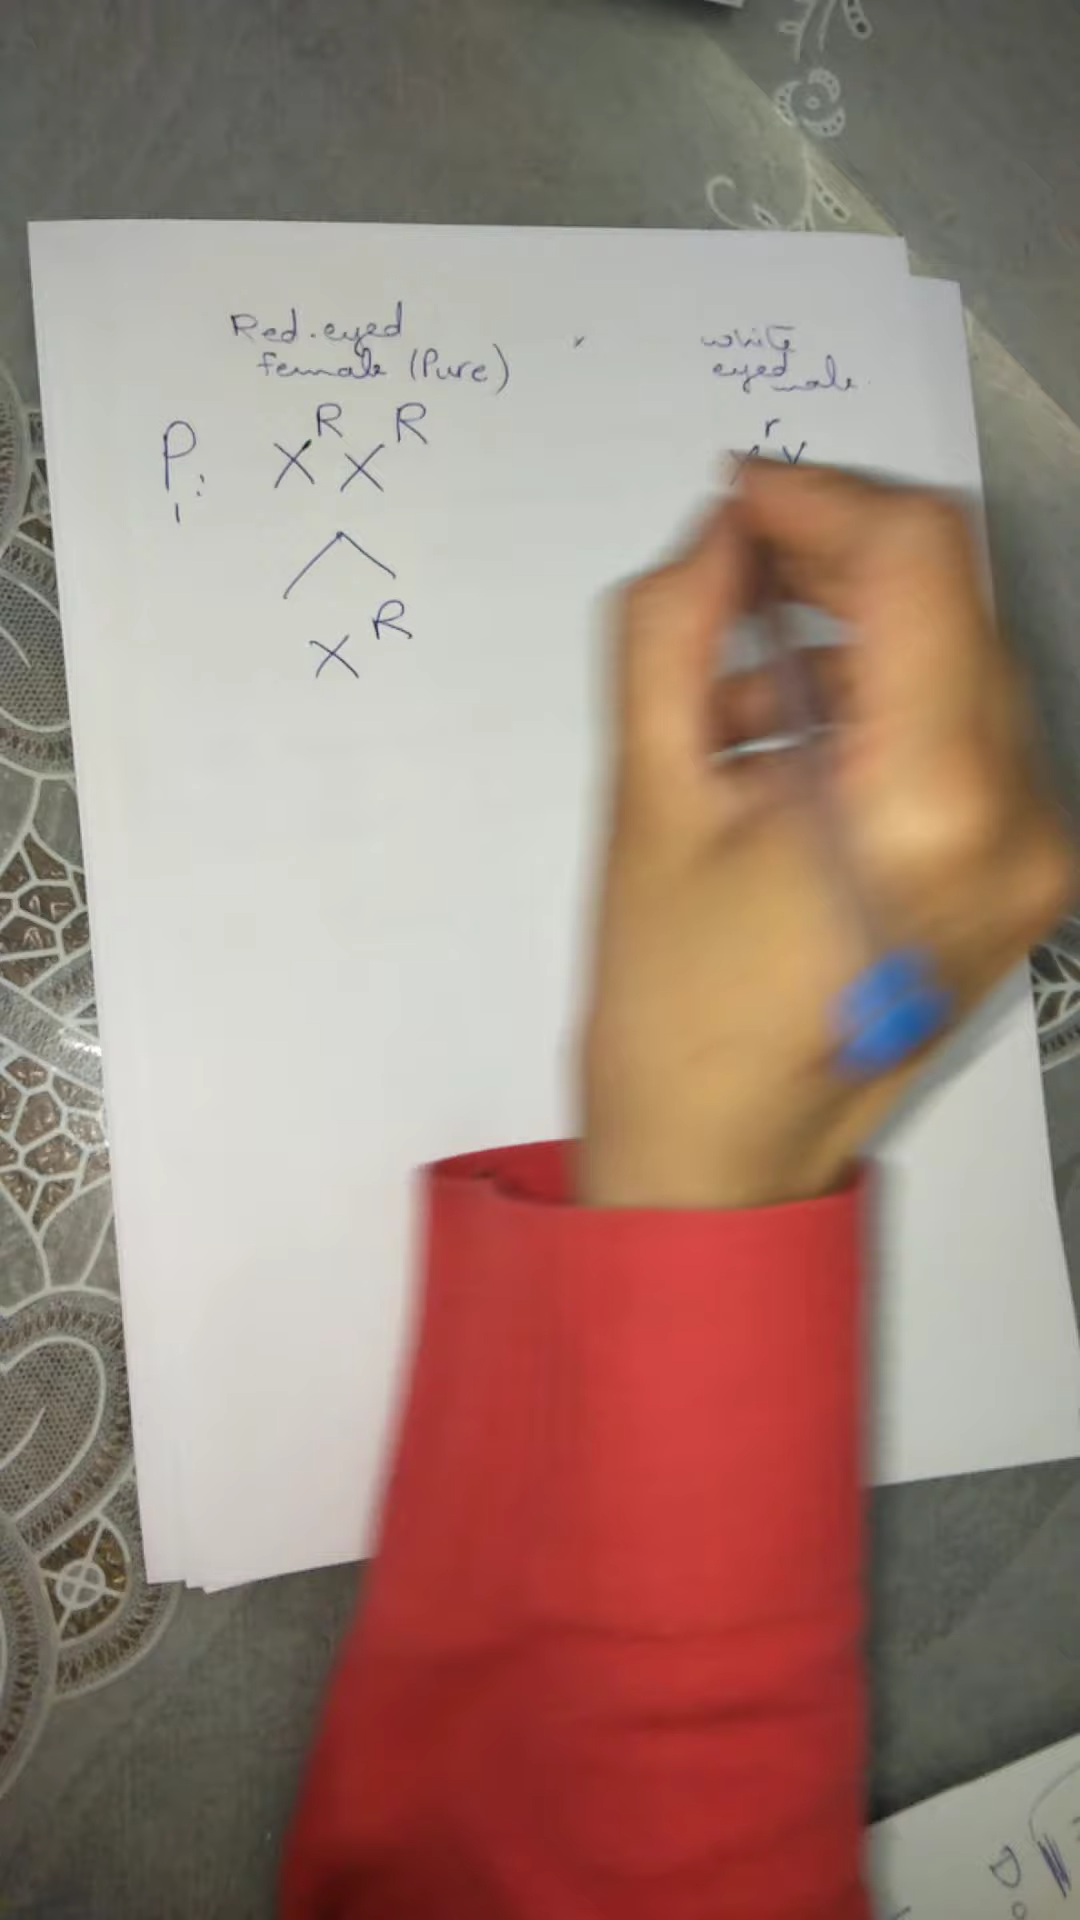 Red-eyed
female (Pure) x
white
eyed male.
P1: X^R X^R
X^r Y
X^R